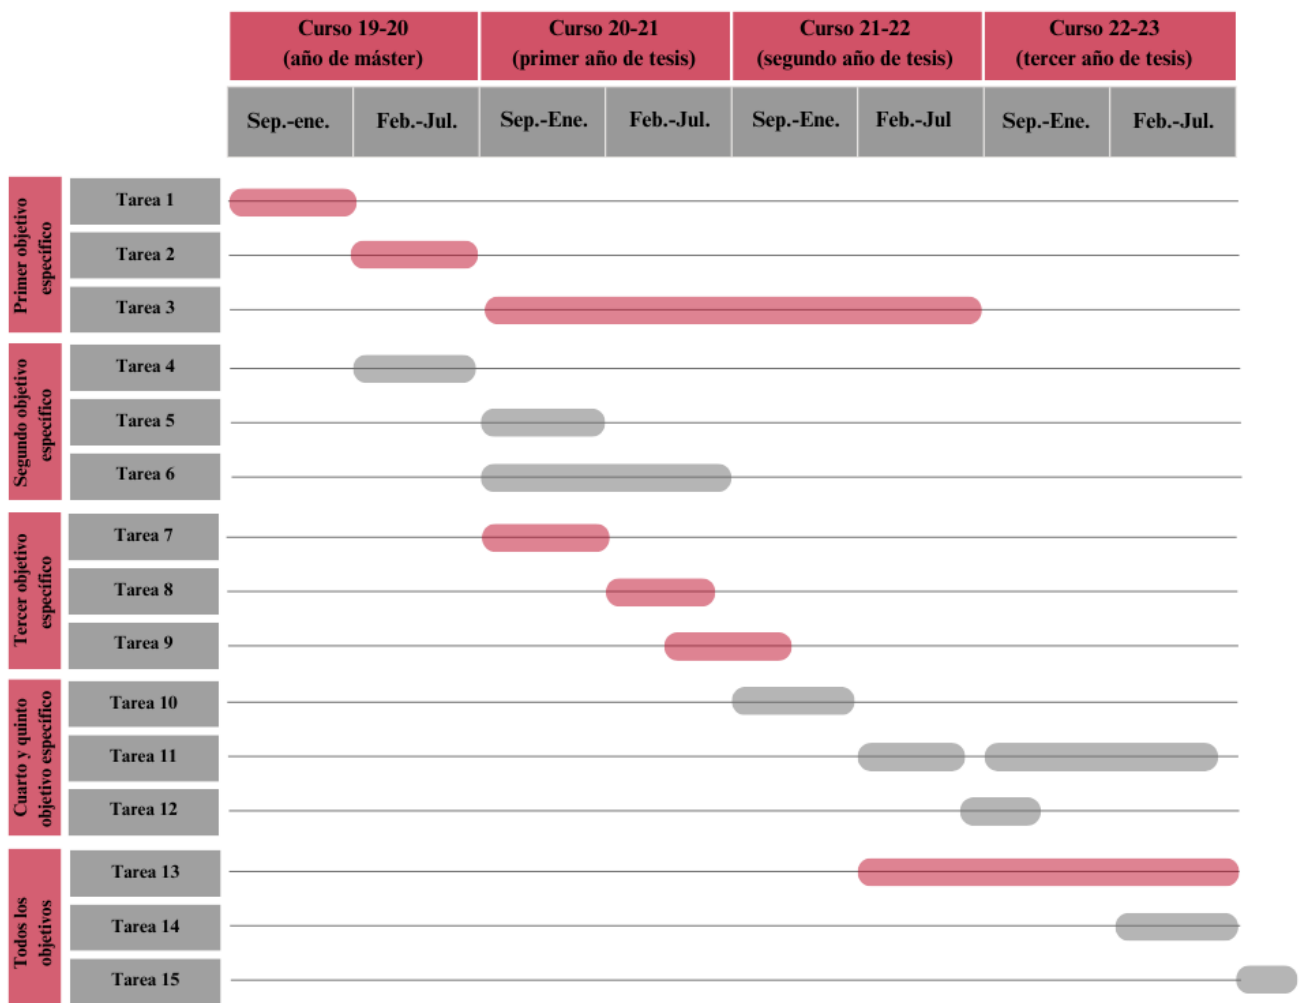 Curso 19-20
(año de máster)
Curso 20-21
(primer año de tesis)
Curso 21-22
(segundo año de tesis)
Curso 22-23
(tercer año de tesis)
Sep.-ene.
Feb.-Jul.
Sep.-Ene.
Feb.-Jul.
Sep.-Ene.
Feb.-Jul
Sep.-Ene.
Feb.-Jul.
Primer objetivo
específico
Tarea 1
Tarea 2
Tarea 3
Segundo objetivo
específico
Tarea 4
Tarea 5
Tarea 6
Tercer objetivo
específico
Tarea 7
Tarea 8
Tarea 9
Cuarto y quinto
objetivo específico
Tarea 10
Tarea 11
Tarea 12
Todos los
objetivos
Tarea 13
Tarea 14
Tarea 15